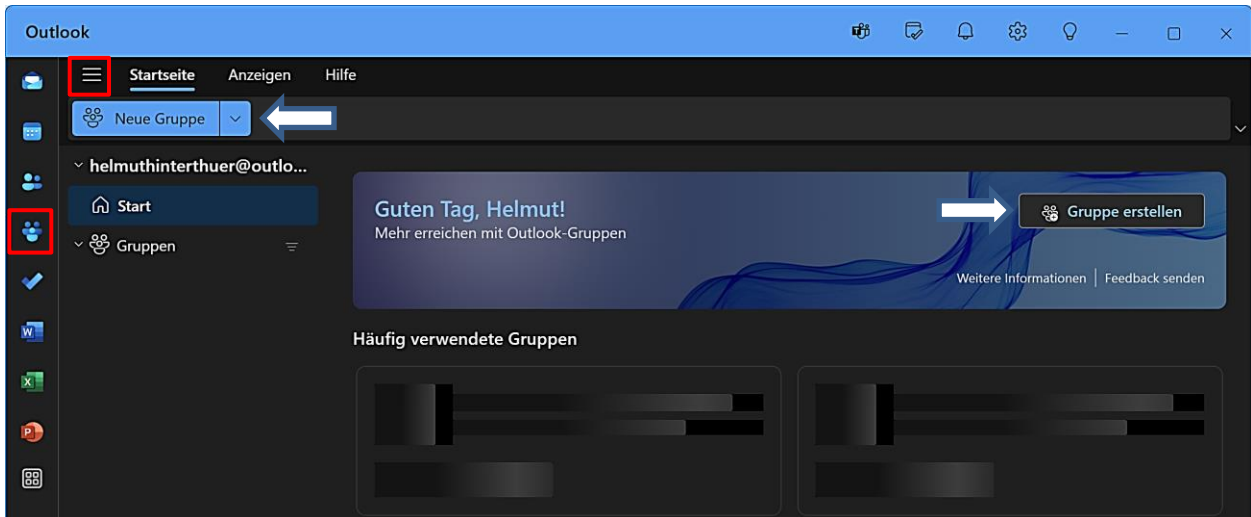 Outlook
Startseite Anzeigen Hilfe
Neue Gruppe
helmuthinterthuer@outlo...
Start
Gruppen
Guten Tag, Helmut!
Mehr erreichen mit Outlook-Gruppen
Gruppe erstellen
Weitere Informationen | Feedback senden
Häufig verwendete Gruppen